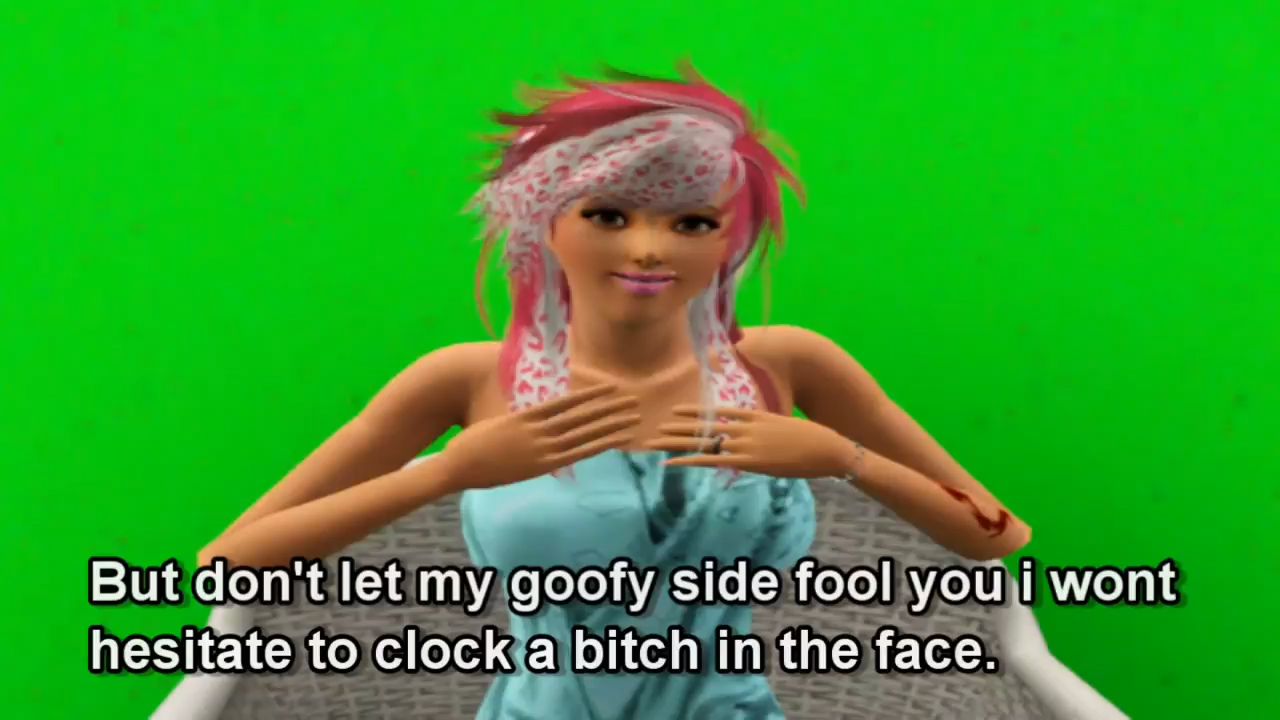 But don't let my goofy side fool you i wont
hesitate to clock a bitch in the face.